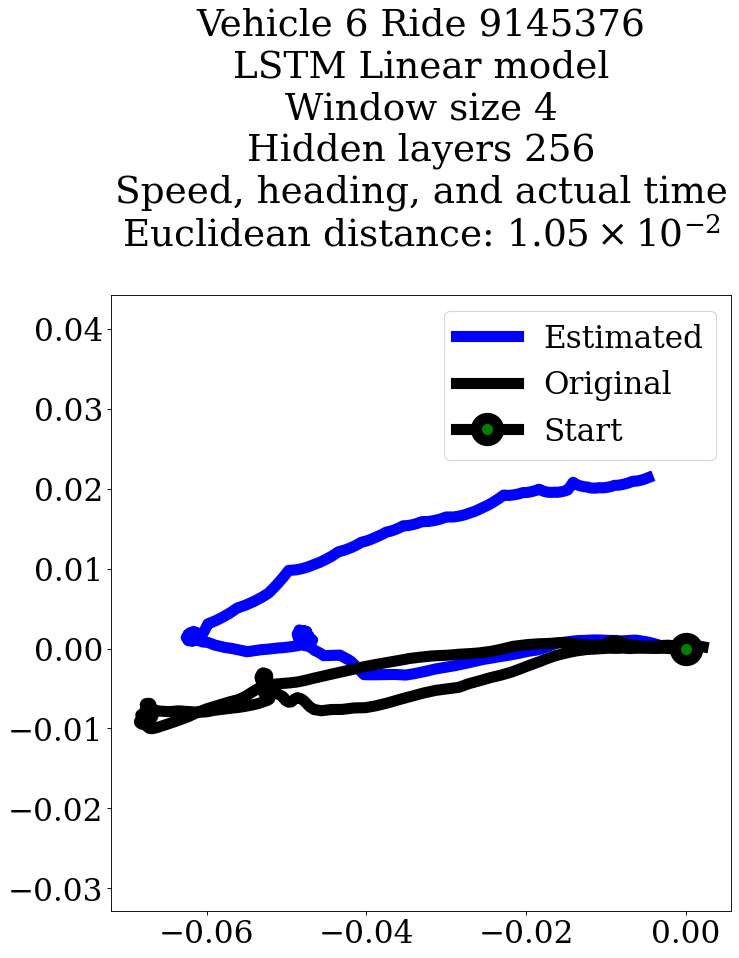 Vehicle 6 Ride 9145376
LSTM Linear model
Window size 4
Hidden layers 256
Speed, heading, and actual time
Euclidean distance: 1.05 × 10⁻²
Estimated
Original
Start
0.04
0.03
0.02
0.01
0.00
−0.01
−0.02
−0.03
−0.06
−0.04
−0.02
0.00